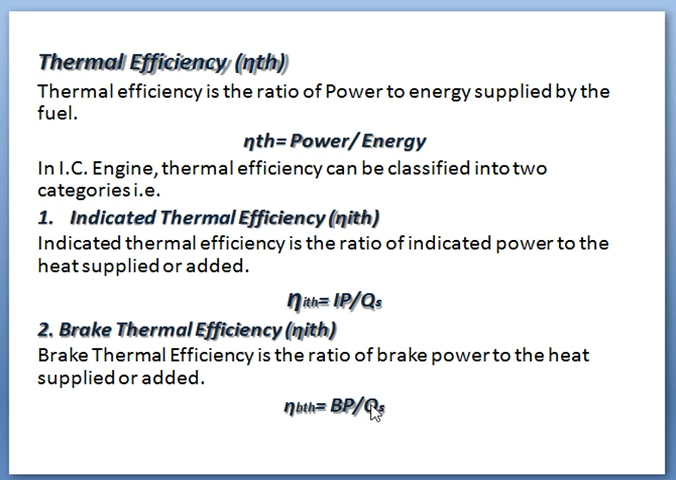 Thermal Efficiency (ηth)
Thermal efficiency is the ratio of Power to energy supplied by the
fuel.
ηth= Power/ Energy
In I.C. Engine, thermal efficiency can be classified into two
categories i.e.
1. Indicated Thermal Efficiency (ηith)
Indicated thermal efficiency is the ratio of indicated power to the
heat supplied or added.
ηith= IP/Qs
2. Brake Thermal Efficiency (ηith)
Brake Thermal Efficiency is the ratio of brake power to the heat
supplied or added.
ηbth= BP/Qs